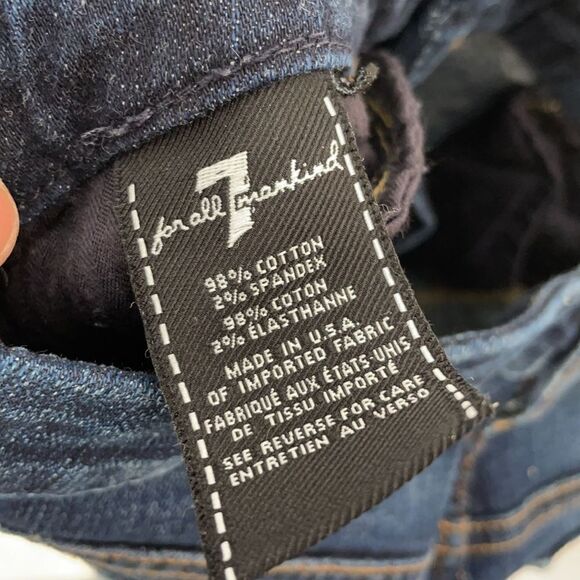 for all 7 mankind
98% COTTON
2% SPANDEX
98% COTON
2% ELASTHANNE
MADE IN U.S.A.
OF IMPORTED FABRIC
FABRIQUÉ AUX ÉTATS-UNIS
DE TISSU IMPORTÉ
SEE REVERSE FOR CARE
ENTRETIEN AU VERSO